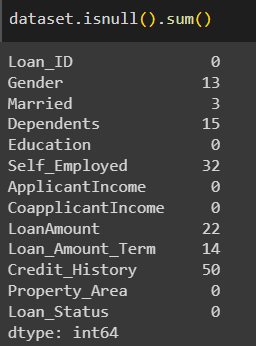 dataset.isnull().sum()
Loan_ID 0
Gender 13
Married 3
Dependents 15
Education 0
Self_Employed 32
ApplicantIncome 0
CoapplicantIncome 0
LoanAmount 22
Loan_Amount_Term 14
Credit_History 50
Property_Area 0
Loan_Status 0
dtype: int64